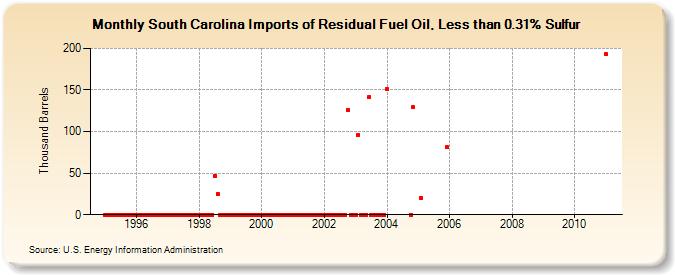 Monthly South Carolina Imports of Residual Fuel Oil, Less than 0.31% Sulfur
Thousand Barrels
200
150
100
50
0
1996 1998 2000 2002 2004 2006 2008 2010
Source: U.S. Energy Information Administration